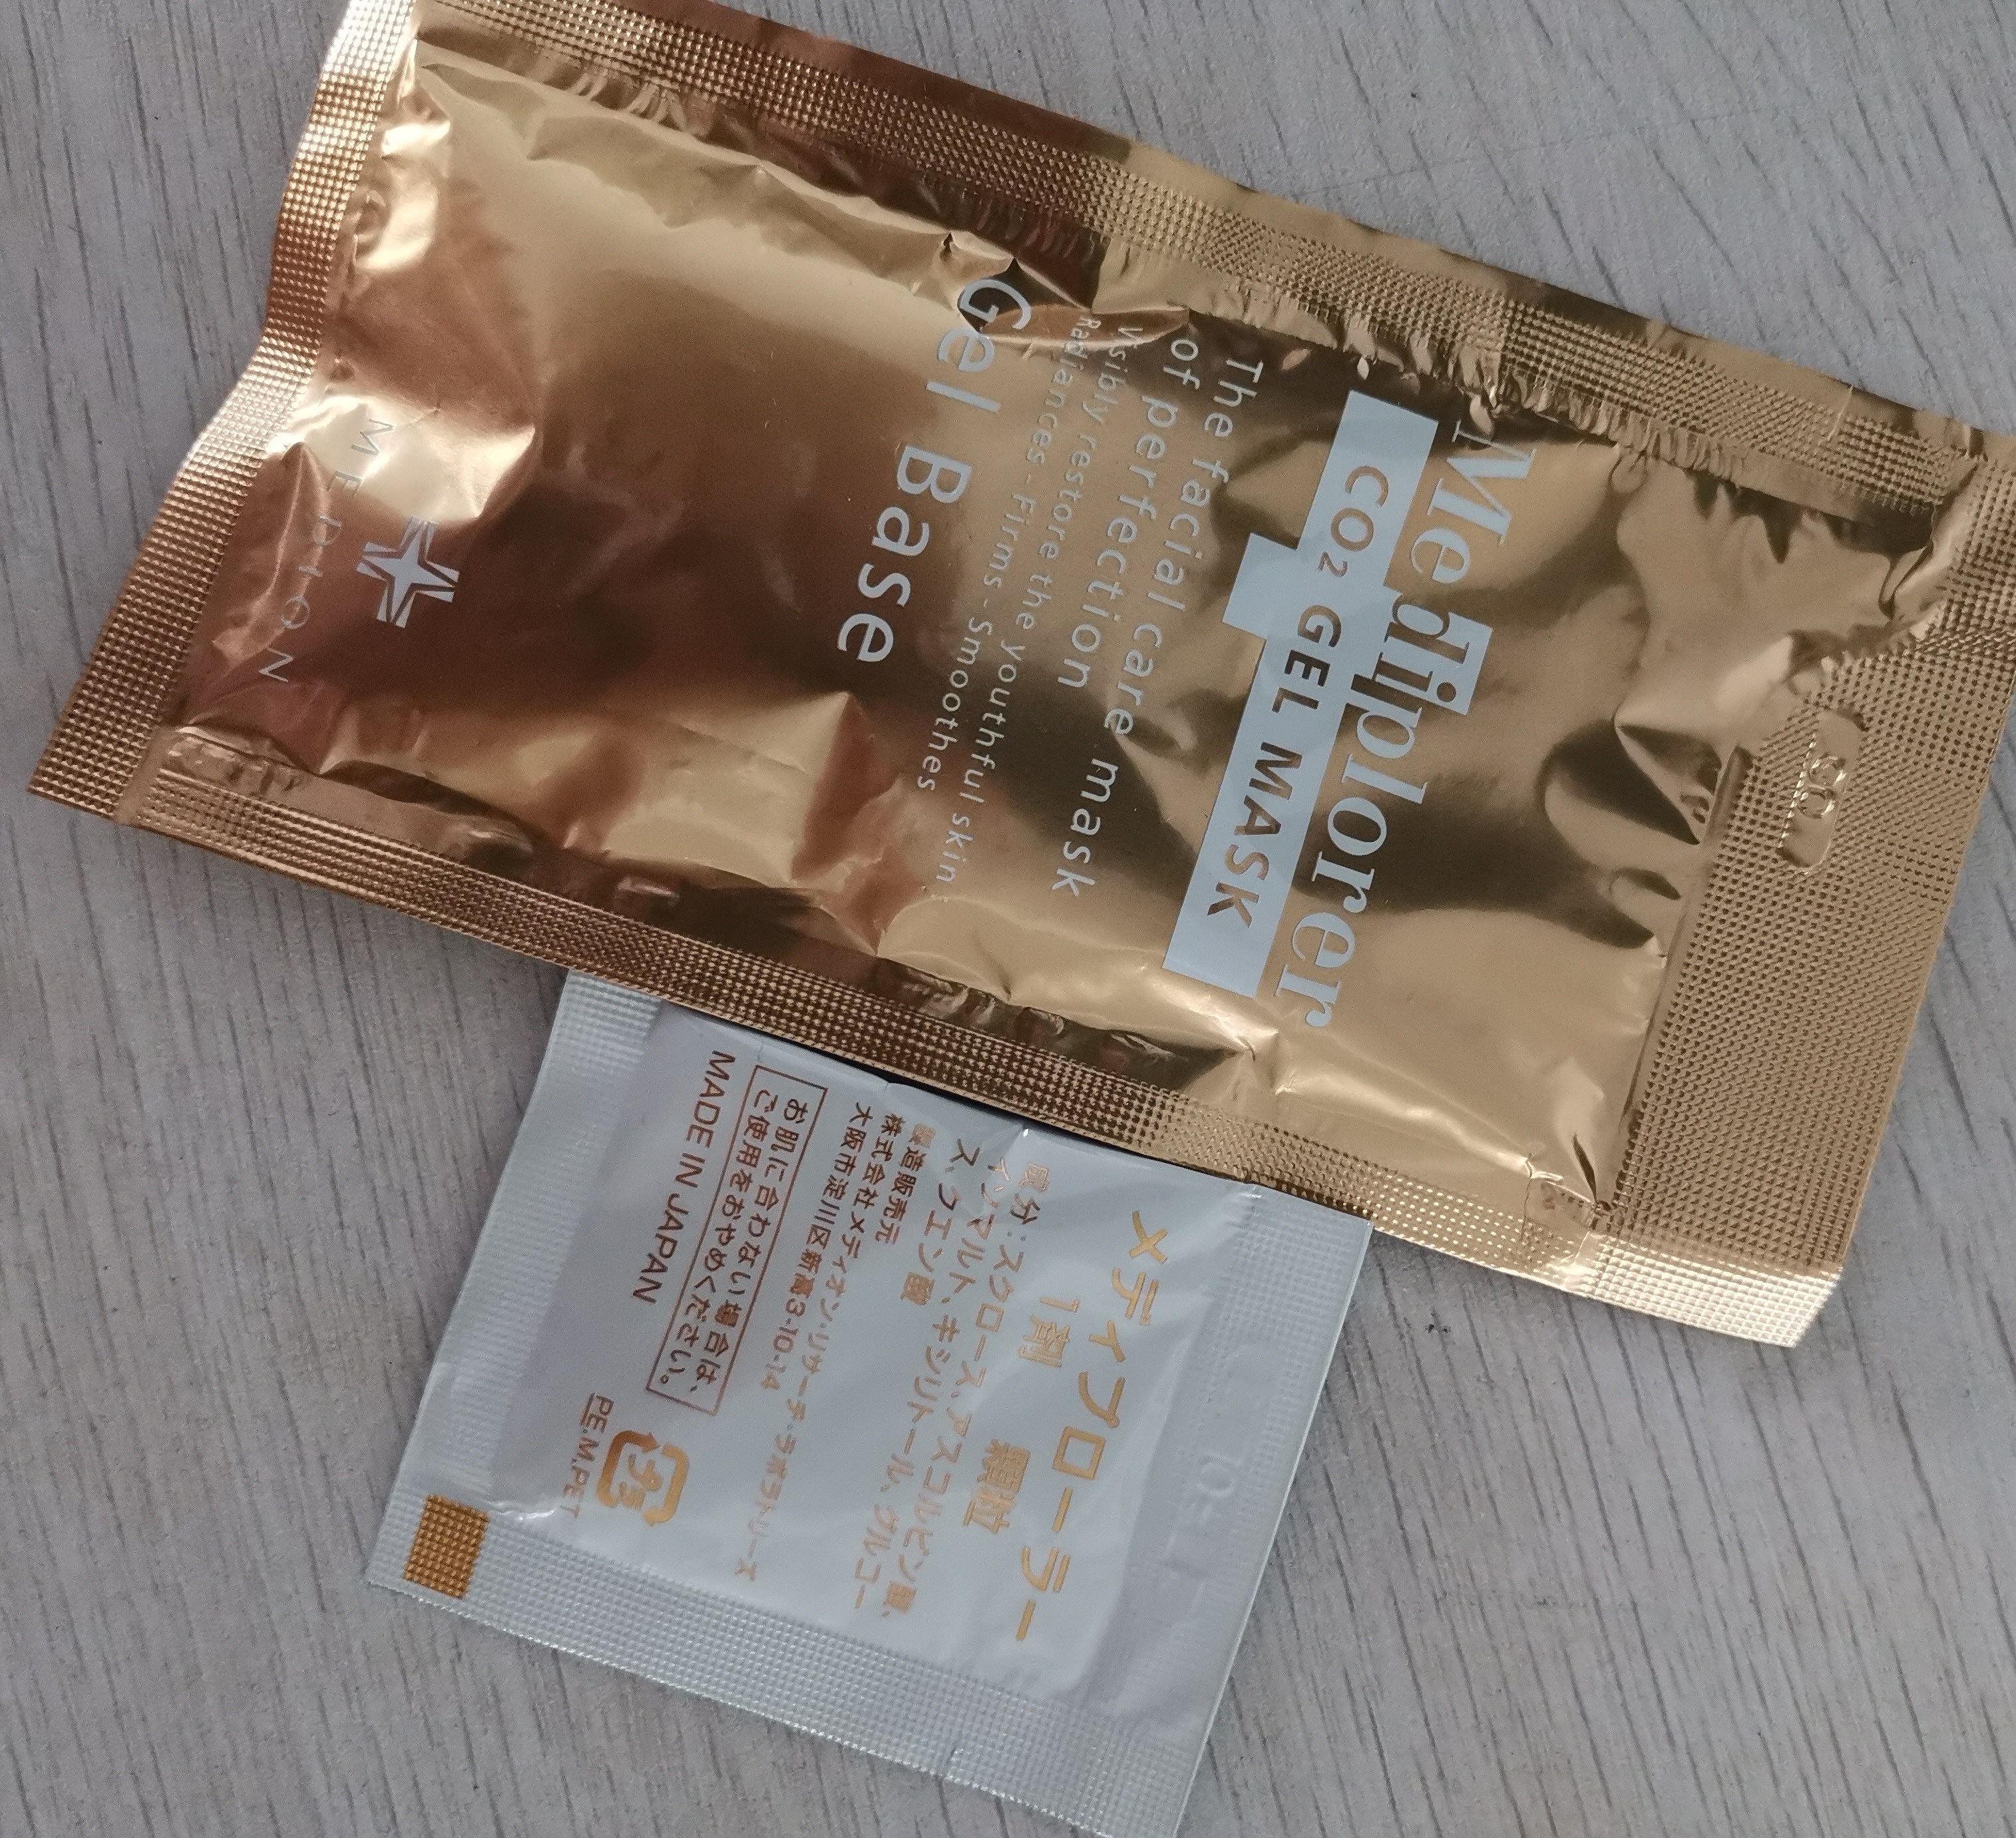 Mediplorer
CO2 GEL MASK
The facial care mask
of perfection
Visibly restore the youthful skin.
Radiances - Firms - Smoothes
Gel Base
MEDION
メディプローラー
1剤 顆粒
成分:スクロース、アスコルビン酸、
イソマルト、キシリトール、グルコー
ス、クエン酸
製造販売元
株式会社メディオン・リサーチ・ラボラトリーズ
大阪市淀川区新高3-10-14
お肌に合わない場合は、
ご使用をおやめください。
MADE IN JAPAN
プラ
PE.M.PET